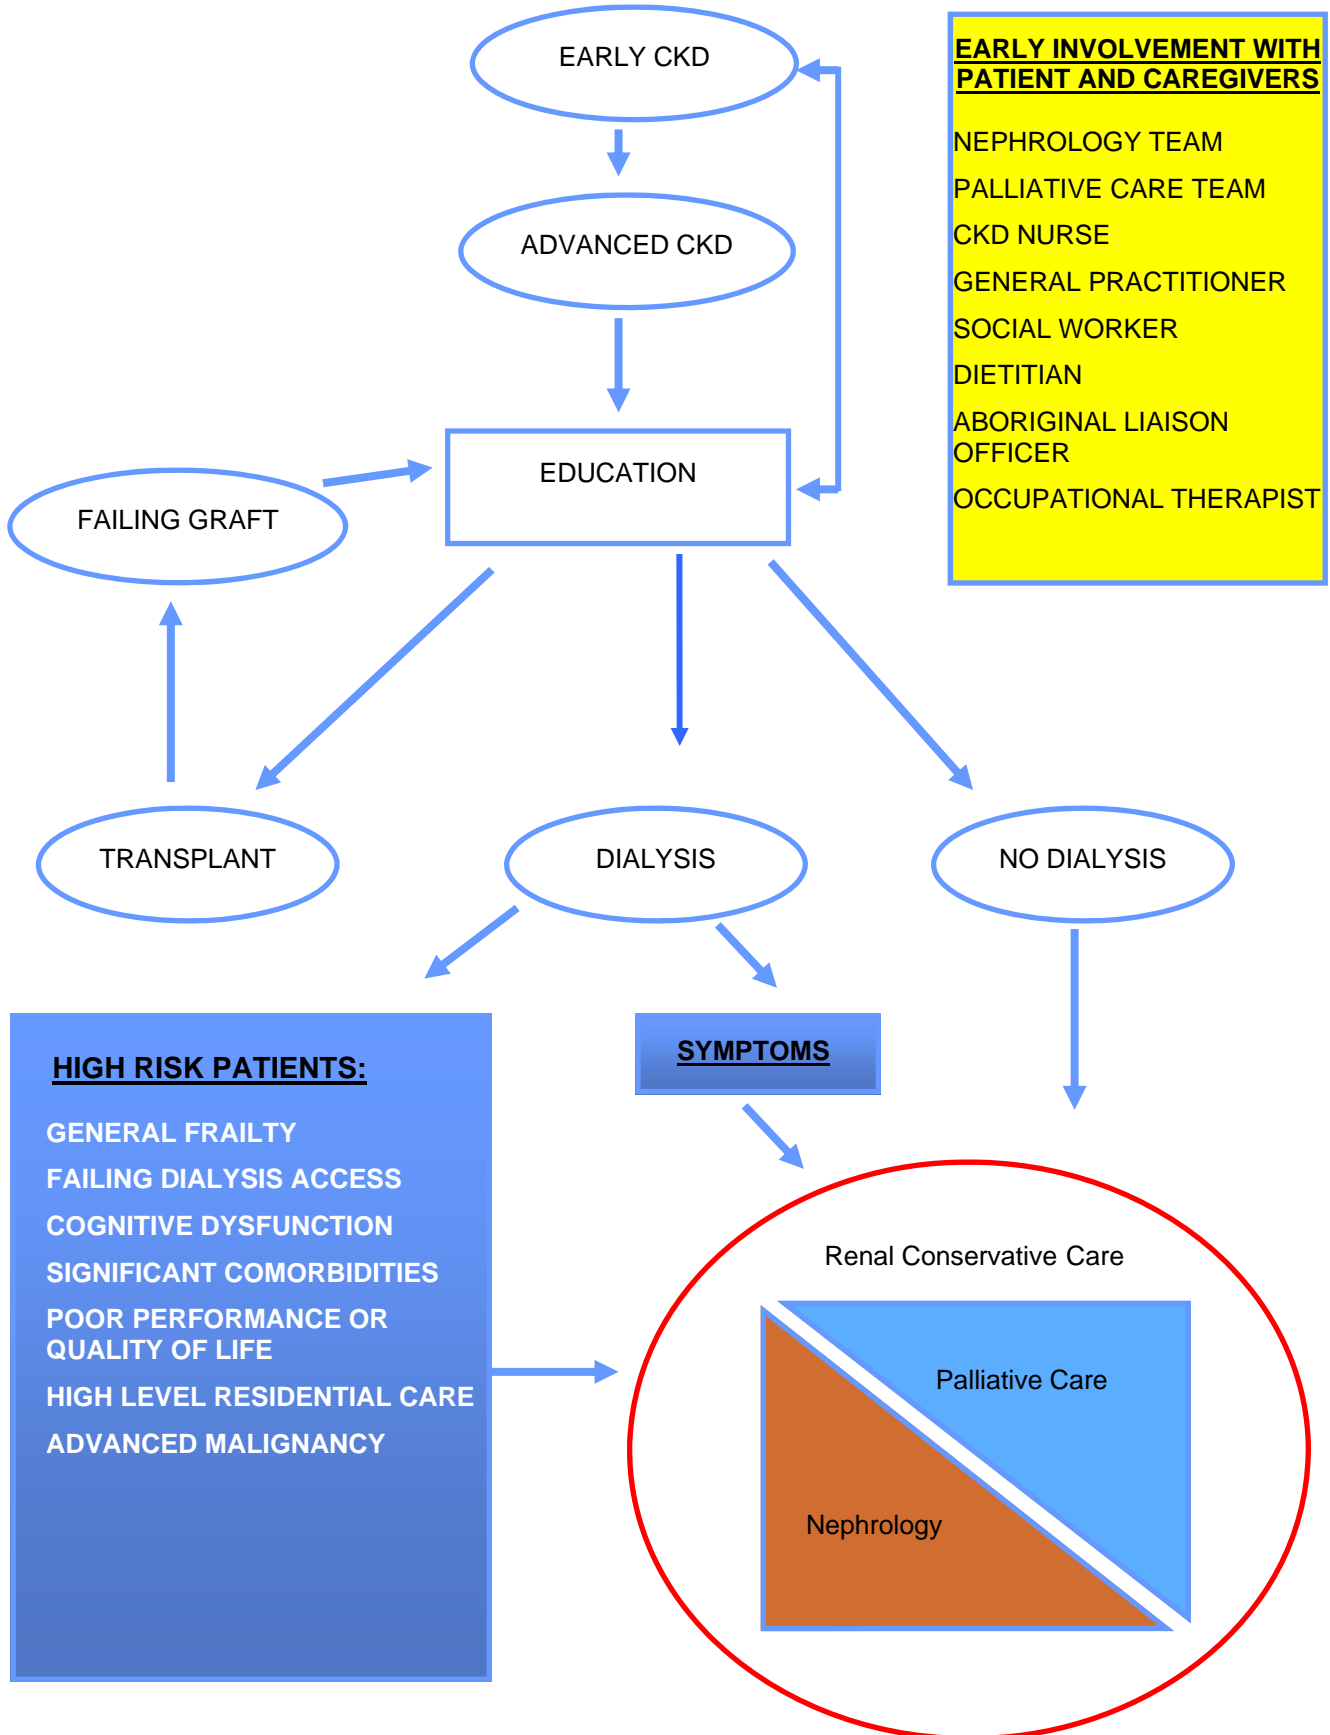 EARLY CKD
EARLY INVOLVEMENT WITH
PATIENT AND CAREGIVERS
NEPHROLOGY TEAM
PALLIATIVE CARE TEAM
CKD NURSE
GENERAL PRACTITIONER
SOCIAL WORKER
DIETITIAN
ABORIGINAL LIAISON
OFFICER
OCCUPATIONAL THERAPIST
ADVANCED CKD
EDUCATION
FAILING GRAFT
TRANSPLANT
DIALYSIS
NO DIALYSIS
HIGH RISK PATIENTS:
GENERAL FRAILTY
FAILING DIALYSIS ACCESS
COGNITIVE DYSFUNCTION
SIGNIFICANT COMORBIDITIES
POOR PERFORMANCE OR
QUALITY OF LIFE
HIGH LEVEL RESIDENTIAL CARE
ADVANCED MALIGNANCY
SYMPTOMS
Renal Conservative Care
Palliative Care
Nephrology